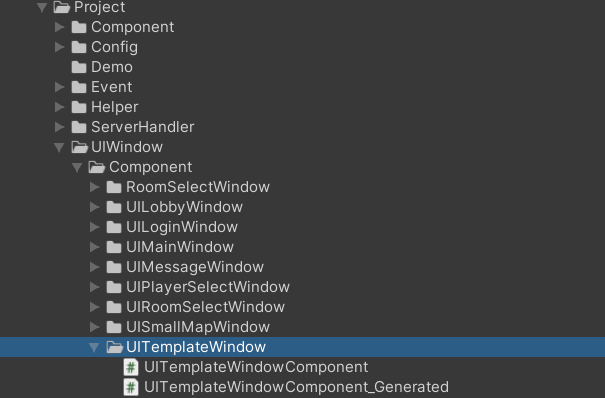 Project
Component
Config
Demo
Event
Helper
ServerHandler
UIWindow
Component
RoomSelectWindow
UILobbyWindow
UILoginWindow
UIMainWindow
UIMessageWindow
UIPlayerSelectWindow
UIRoomSelectWindow
UISmallMapWindow
UITemplateWindow
# UITemplateWindowComponent
# UITemplateWindowComponent_Generated